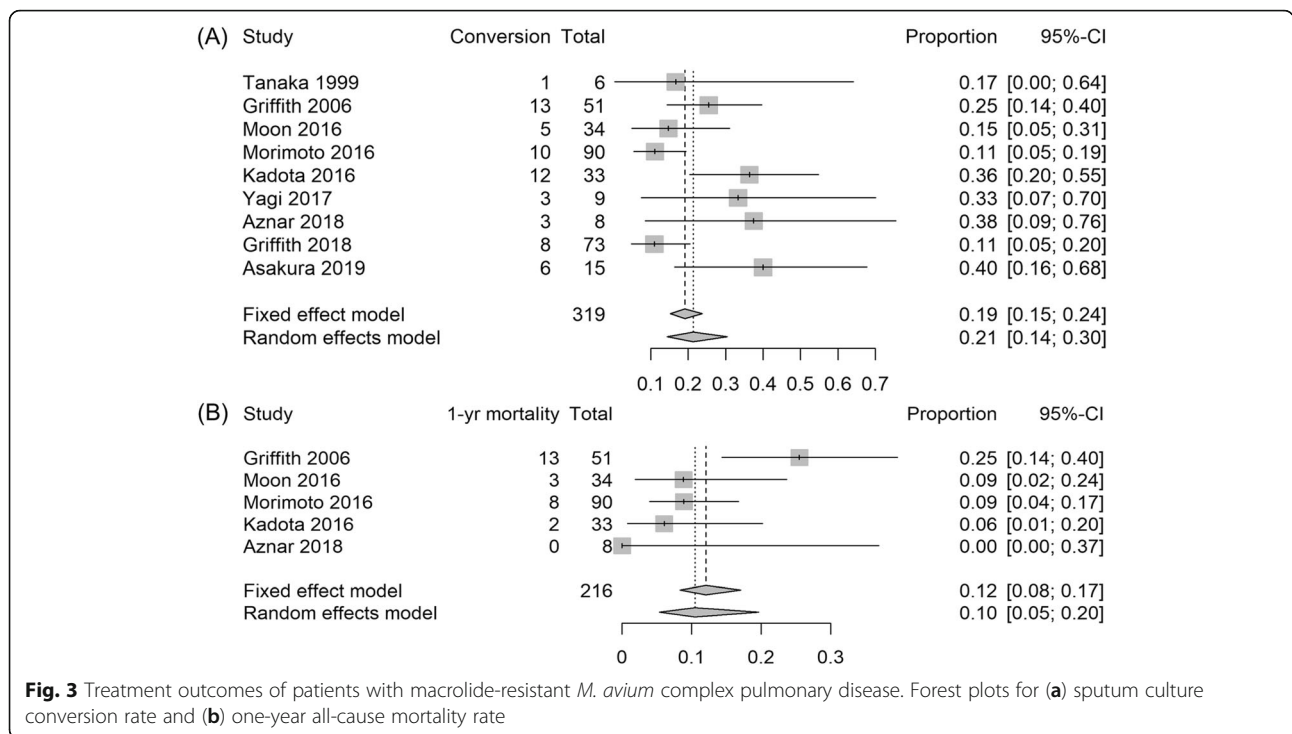 (A) Study Conversion Total Proportion 95%-CI
Tanaka 1999 1 6 0.17 [0.00; 0.64]
Griffith 2006 13 51 0.25 [0.14; 0.40]
Moon 2016 5 34 0.15 [0.05; 0.31]
Morimoto 2016 10 90 0.11 [0.05; 0.19]
Kadota 2016 12 33 0.36 [0.20; 0.55]
Yagi 2017 3 9 0.33 [0.07; 0.70]
Aznar 2018 3 8 0.38 [0.09; 0.76]
Griffith 2018 8 73 0.11 [0.05; 0.20]
Asakura 2019 6 15 0.40 [0.16; 0.68]
Fixed effect model 319 0.19 [0.15; 0.24]
Random effects model 0.21 [0.14; 0.30]
0.1 0.2 0.3 0.4 0.5 0.6 0.7
(B) Study 1-yr mortality Total Proportion 95%-CI
Griffith 2006 13 51 0.25 [0.14; 0.40]
Moon 2016 3 34 0.09 [0.02; 0.24]
Morimoto 2016 8 90 0.09 [0.04; 0.17]
Kadota 2016 2 33 0.06 [0.01; 0.20]
Aznar 2018 0 8 0.00 [0.00; 0.37]
Fixed effect model 216 0.12 [0.08; 0.17]
Random effects model 0.10 [0.05; 0.20]
0 0.1 0.2 0.3
Fig. 3 Treatment outcomes of patients with macrolide-resistant M. avium complex pulmonary disease. Forest plots for (a) sputum culture
conversion rate and (b) one-year all-cause mortality rate